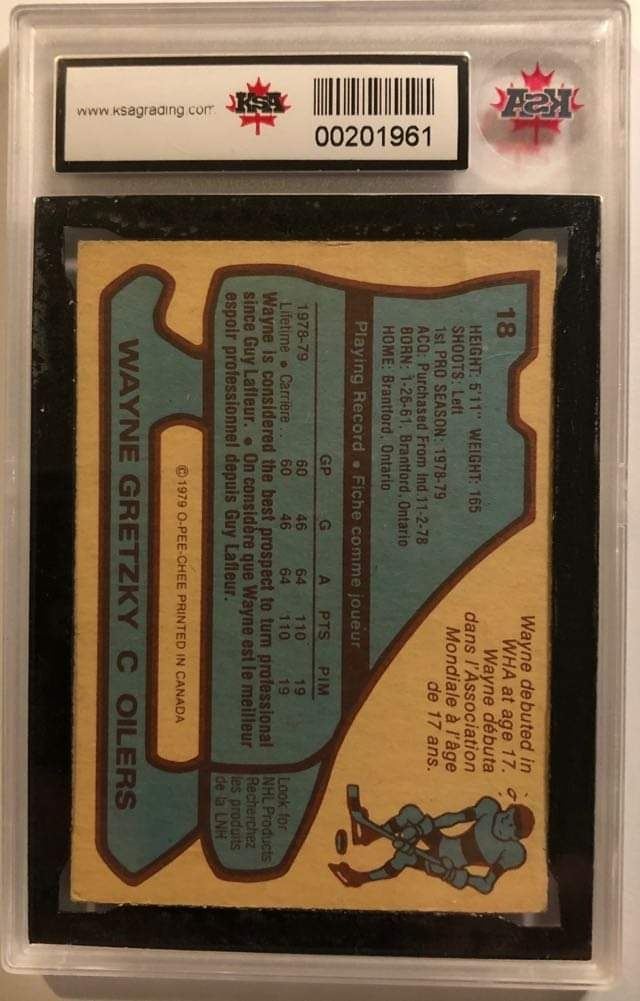 www.ksagrading.com
KSA
00201961
KSA
18
HEIGHT: 5'11" WEIGHT: 165
SHOOTS: Left
1st PRO SEASON: 1978-79
ACQ: Purchased From Ind.11-2-78
BORN: 1-26-61, Brantford, Ontario
HOME: Brantford, Ontario
Wayne debuted in
WHA at age 17.
Wayne débuta
dans l'Association
Mondiale à l'âge
de 17 ans.
Playing Record • Fiche comme joueur
GP G A PTS PIM
1978-79 60 46 64 110 19
Lifetime • Carrière .. 60 46 64 110 19
Wayne is considered the best prospect to turn professional
since Guy Lafleur. • On considère que Wayne est le meilleur
espoir professionnel depuis Guy Lafleur.
Look for
NHL Products
Recherchez
les produits
de la LNH
© 1979 O-PEE-CHEE PRINTED IN CANADA
WAYNE GRETZKY C OILERS